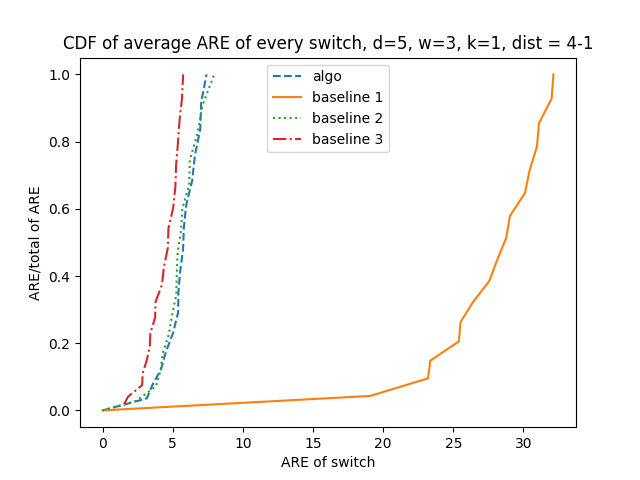 CDF of average ARE of every switch, d=5, w=3, k=1, dist = 4-1
algo
baseline 1
baseline 2
baseline 3
ARE/total of ARE
1.0
0.8
0.6
0.4
0.2
0.0
0 5 10 15 20 25 30
ARE of switch